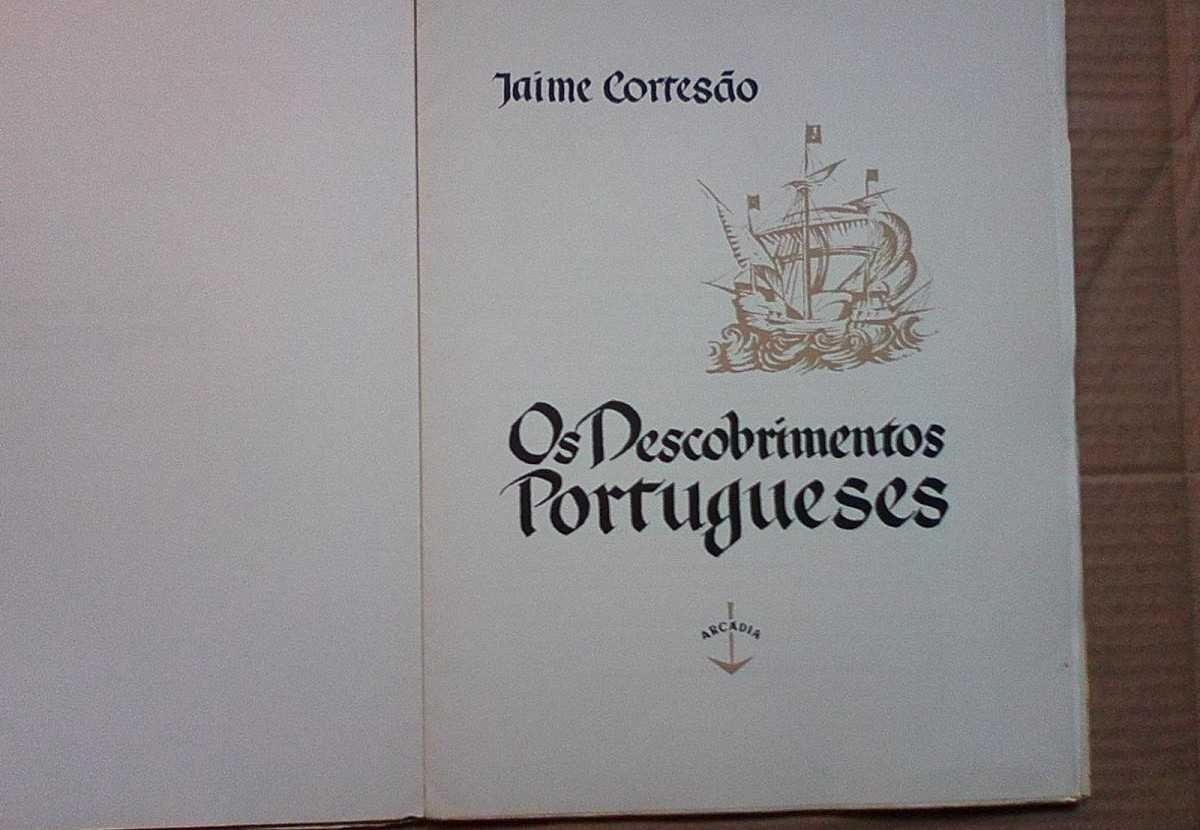 Jaime Cortesão
Os Descobrimentos
Portugueses
ARCADIA